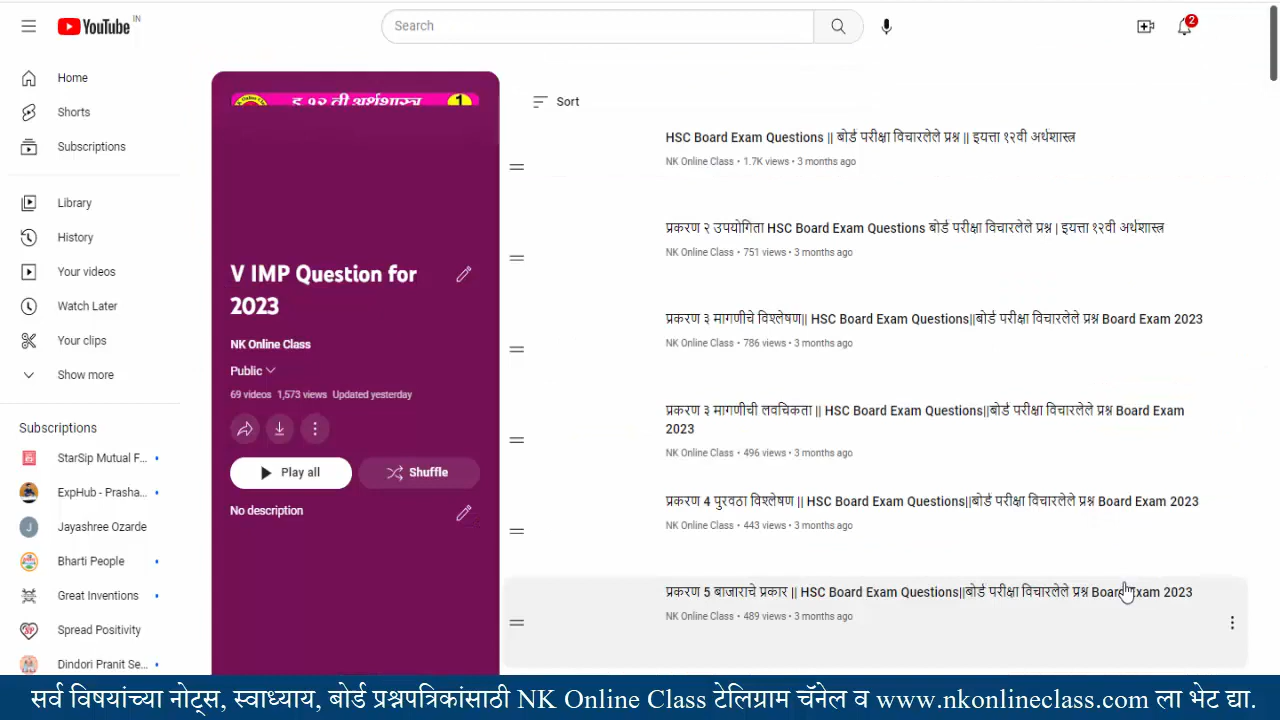 YouTube IN
Search
2
Home
Shorts
Subscriptions
Library
History
Your videos
Watch Later
Your clips
Show more
Subscriptions
StarSip Mutual F...
ExpHub - Prasha...
J Jayashree Ozarde
Bharti People
Great Inventions
Spread Positivity
Dindori Pranit Se...
इ.१२ वी अर्थशास्त्र 1
V IMP Question for
2023
NK Online Class
Public
69 videos 1,573 views Updated yesterday
Play all Shuffle
No description
Sort
HSC Board Exam Questions || बोर्ड परीक्षा विचारलेले प्रश्न || इयत्ता १२वी अर्थशास्त्र
NK Online Class • 1.7K views • 3 months ago
प्रकरण २ उपयोगिता HSC Board Exam Questions बोर्ड परीक्षा विचारलेले प्रश्न | इयत्ता १२वी अर्थशास्त्र
NK Online Class • 751 views • 3 months ago
प्रकरण ३ मागणीचे विश्लेषण|| HSC Board Exam Questions||बोर्ड परीक्षा विचारलेले प्रश्न Board Exam 2023
NK Online Class • 786 views • 3 months ago
प्रकरण ३ मागणीची लवचिकता || HSC Board Exam Questions||बोर्ड परीक्षा विचारलेले प्रश्न Board Exam
2023
NK Online Class • 496 views • 3 months ago
प्रकरण 4 पुरवठा विश्लेषण || HSC Board Exam Questions||बोर्ड परीक्षा विचारलेले प्रश्न Board Exam 2023
NK Online Class • 443 views • 3 months ago
प्रकरण 5 बाजाराचे प्रकार || HSC Board Exam Questions||बोर्ड परीक्षा विचारलेले प्रश्न Board Exam 2023
NK Online Class • 489 views • 3 months ago
सर्व विषयांच्या नोट्स, स्वाध्याय, बोर्ड प्रश्नपत्रिकांसाठी NK Online Class टेलिग्राम चॅनेल व www.nkonlineclass.com ला भेट द्या.